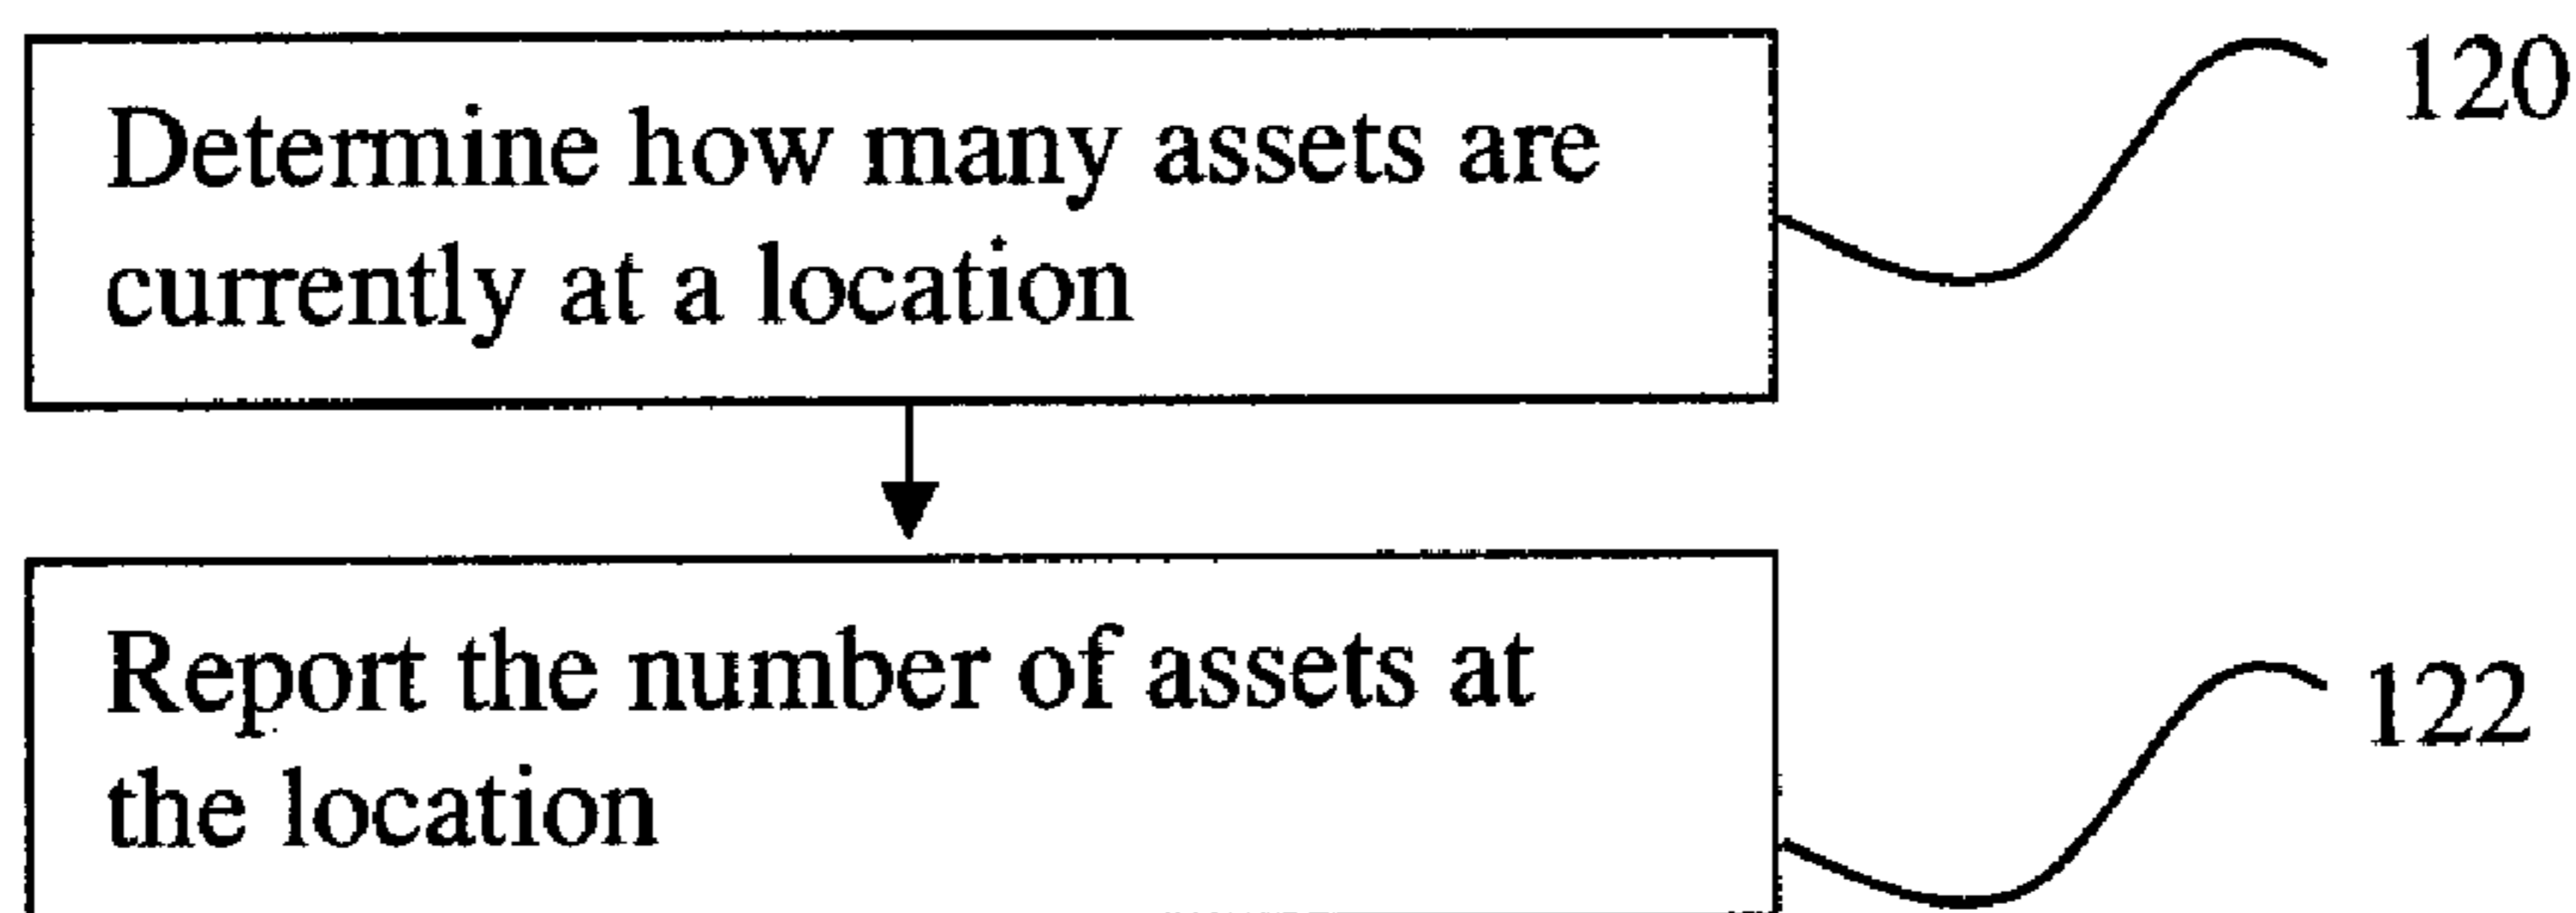 Determine how many assets are
currently at a location
120
Report the number of assets at
the location
122